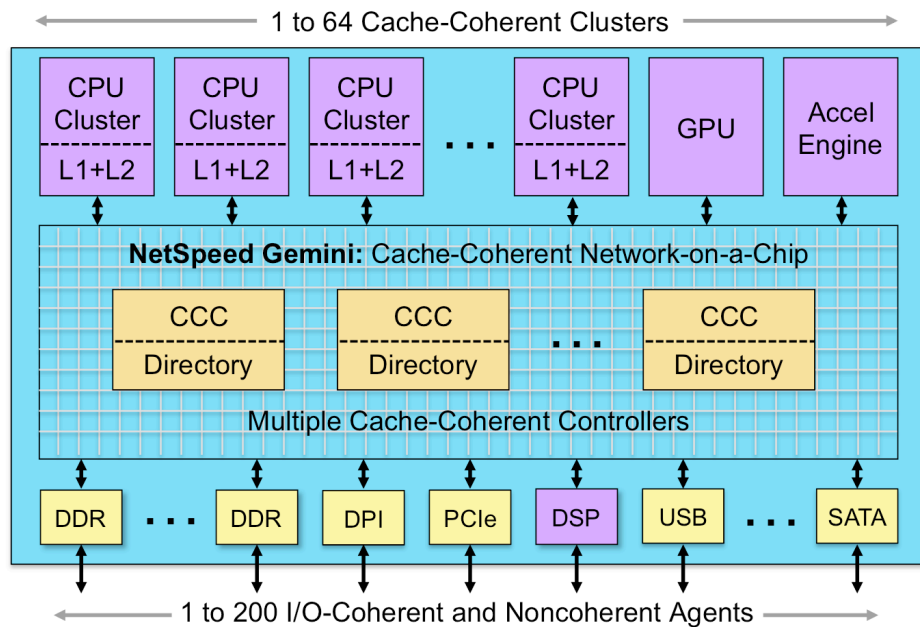 1 to 64 Cache-Coherent Clusters
CPU
Cluster
L1+L2
CPU
Cluster
L1+L2
CPU
Cluster
L1+L2
...
CPU
Cluster
L1+L2
GPU
Accel
Engine
NetSpeed Gemini: Cache-Coherent Network-on-a-Chip
CCC
Directory
CCC
Directory
...
CCC
Directory
Multiple Cache-Coherent Controllers
DDR
...
DDR
DPI
PCIe
DSP
USB
...
SATA
1 to 200 I/O-Coherent and Noncoherent Agents